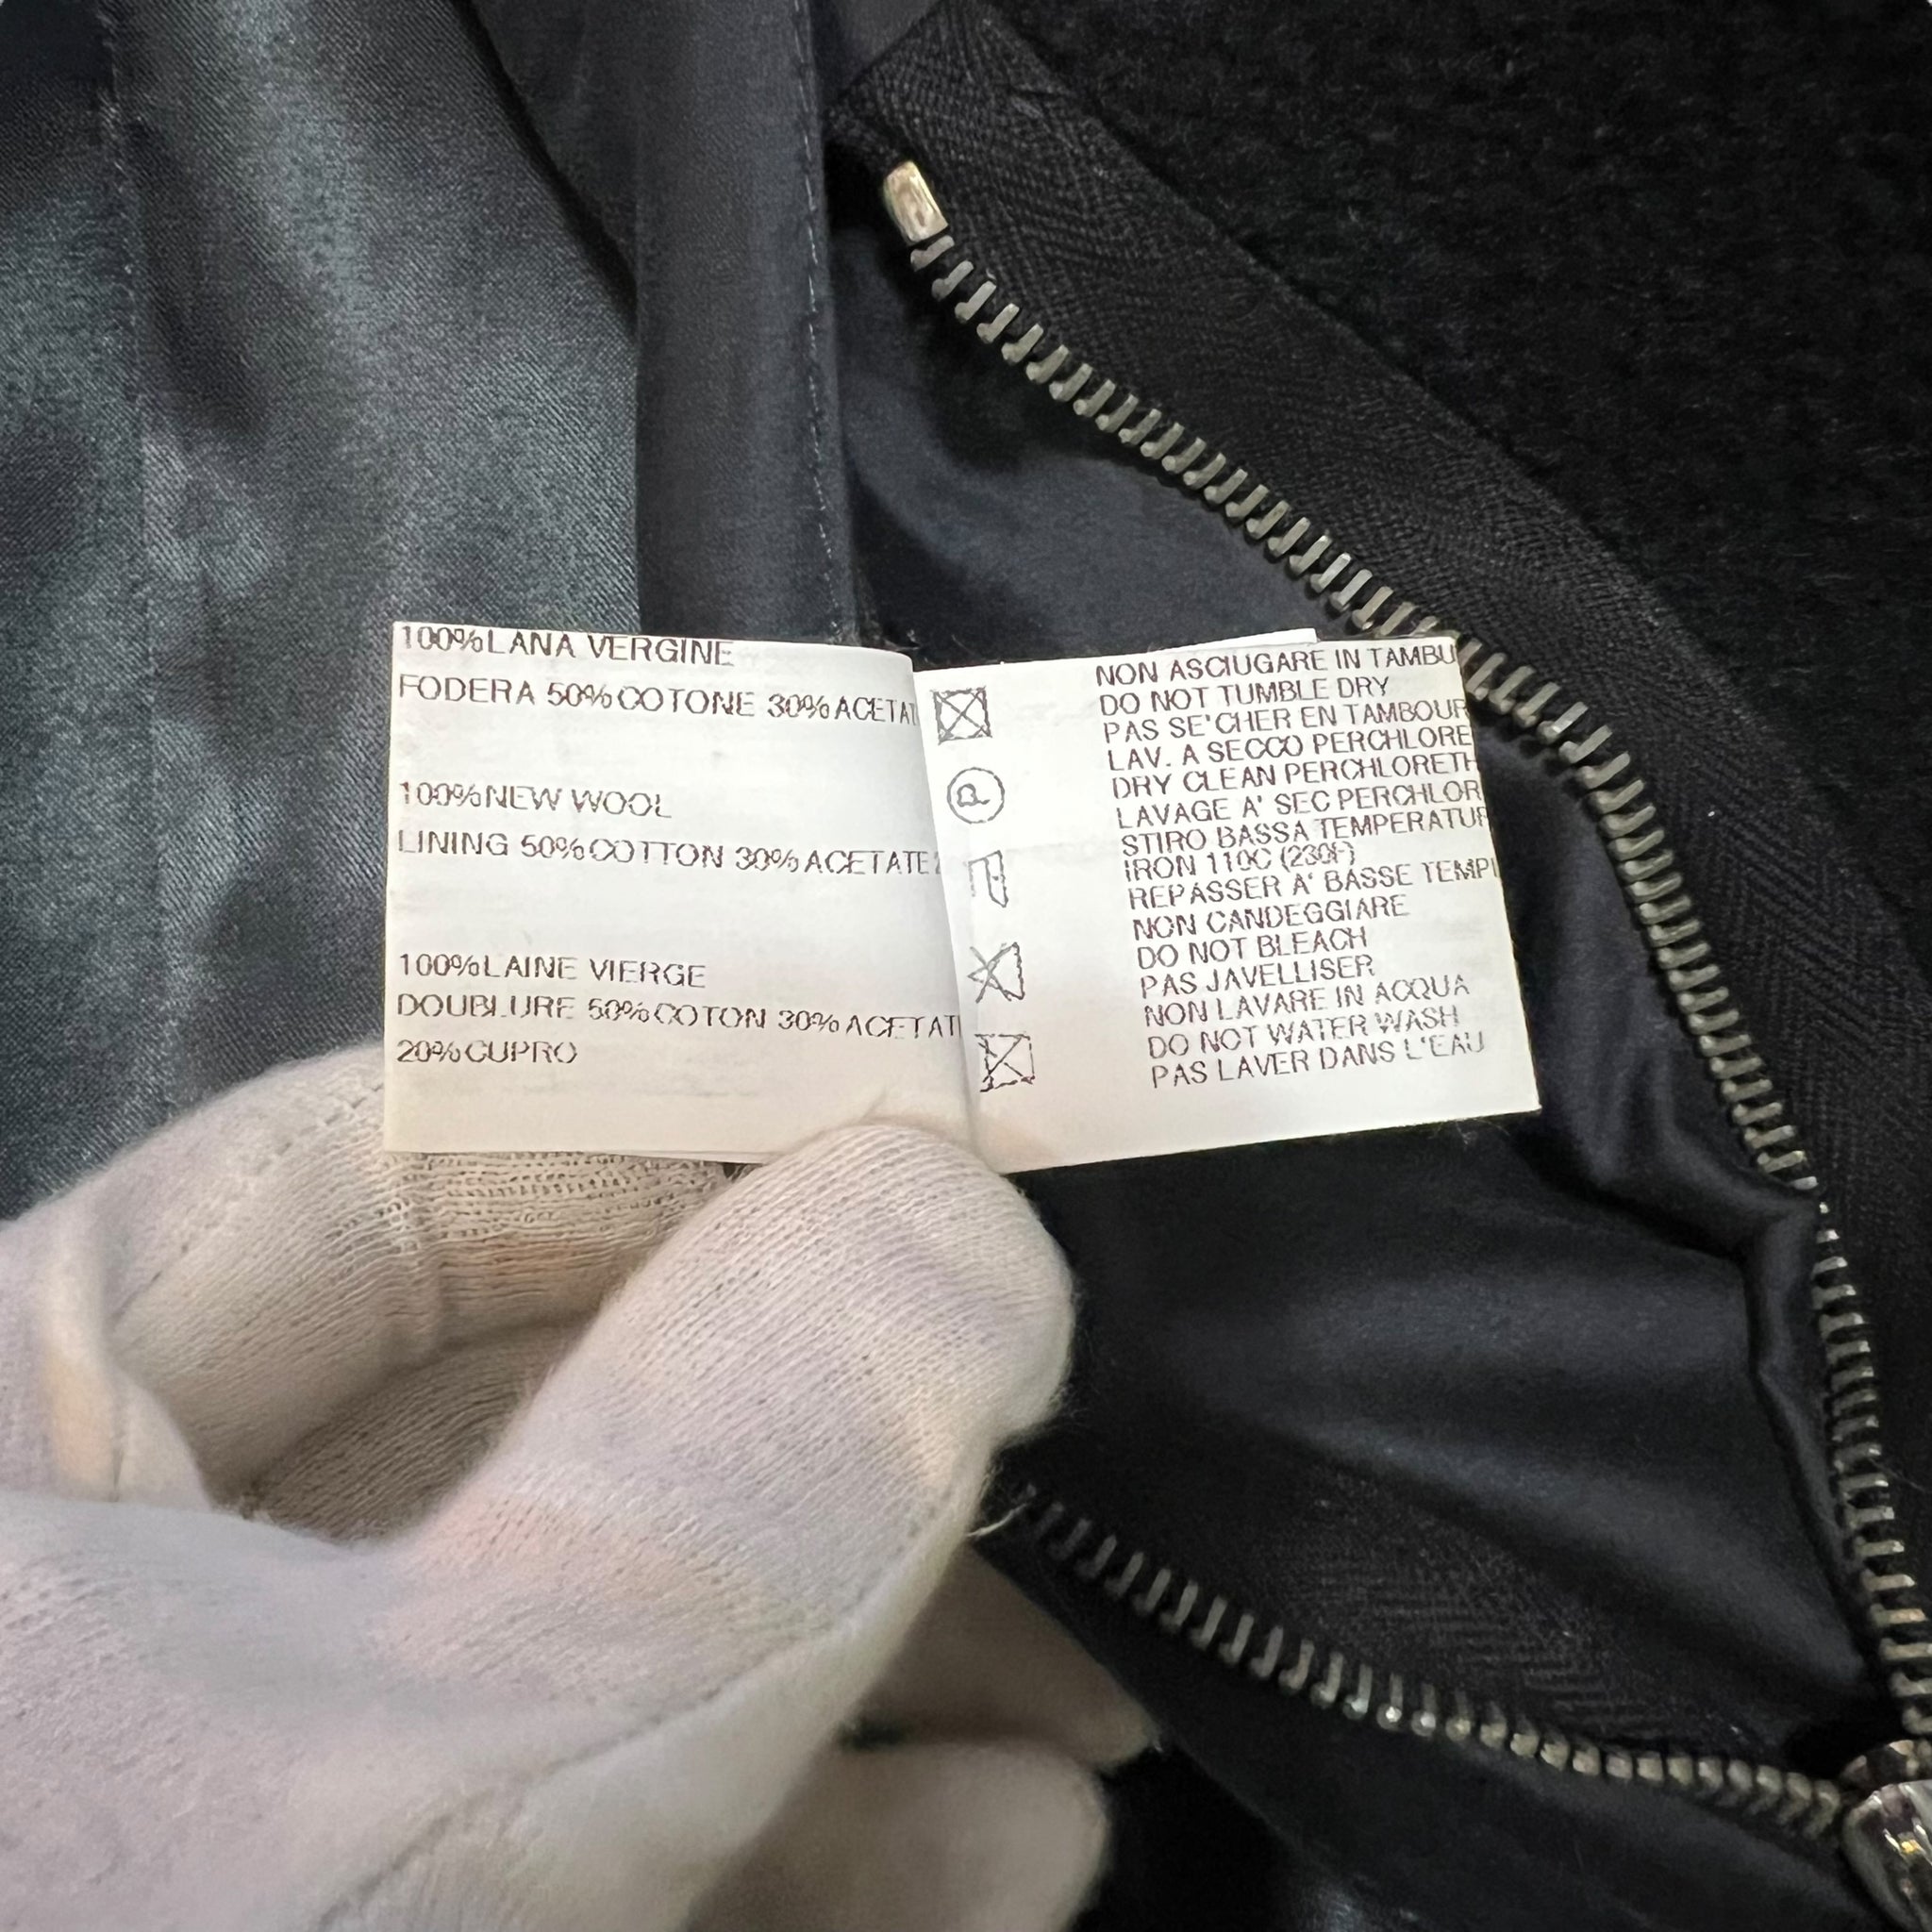 100%LANA VERGINE
FODERA 50%COTONE 30%ACETAT
100%NEW WOOL
LINING 50%COTTON 30%ACETATE 2
100%LAINE VIERGE
DOUBLURE 50%COTON 30%ACETAT
20%CUPRO
NON ASCIUGARE IN TAMBU
DO NOT TUMBLE DRY
PAS SE'CHER EN TAMBOUR
LAV. A SECCO PERCHLORE
DRY CLEAN PERCHLORETH
LAVAGE A' SEC PERCHLOR
STIRO BASSA TEMPERATUR
IRON 110C (230F)
REPASSER A' BASSE TEMP
NON CANDEGGIARE
DO NOT BLEACH
PAS JAVELLISER
NON LAVARE IN ACQUA
DO NOT WATER WASH
PAS LAVER DANS L'EAU
P